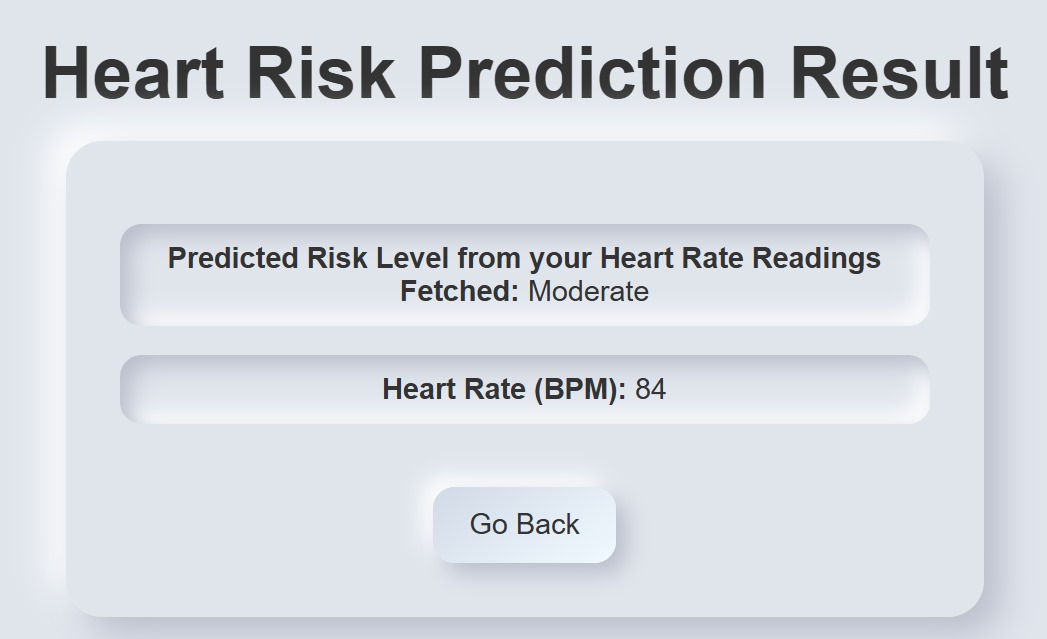 Heart Risk Prediction Result
Predicted Risk Level from your Heart Rate Readings
Fetched: Moderate
Heart Rate (BPM): 84
Go Back